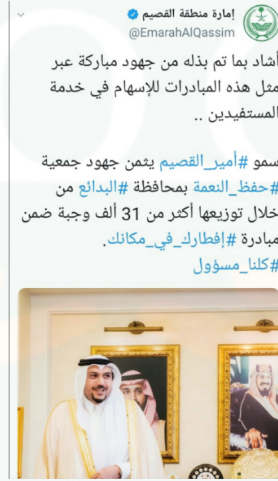 إمارة منطقة القصيم
@EmarahAlQassim
أشاد بما تم بذله من جهود مباركة عبر
مثل هذه المبادرات للإسهام في خدمة
المستفيدين ..
سمو #أمير_القصيم يثمن جهود جمعية
#حفظ_النعمة بمحافظة #البدائع من
خلال توزيعها أكثر من 31 ألف وجبة ضمن
مبادرة #إفطارك_في_مكانك.
#كلنا_مسؤول